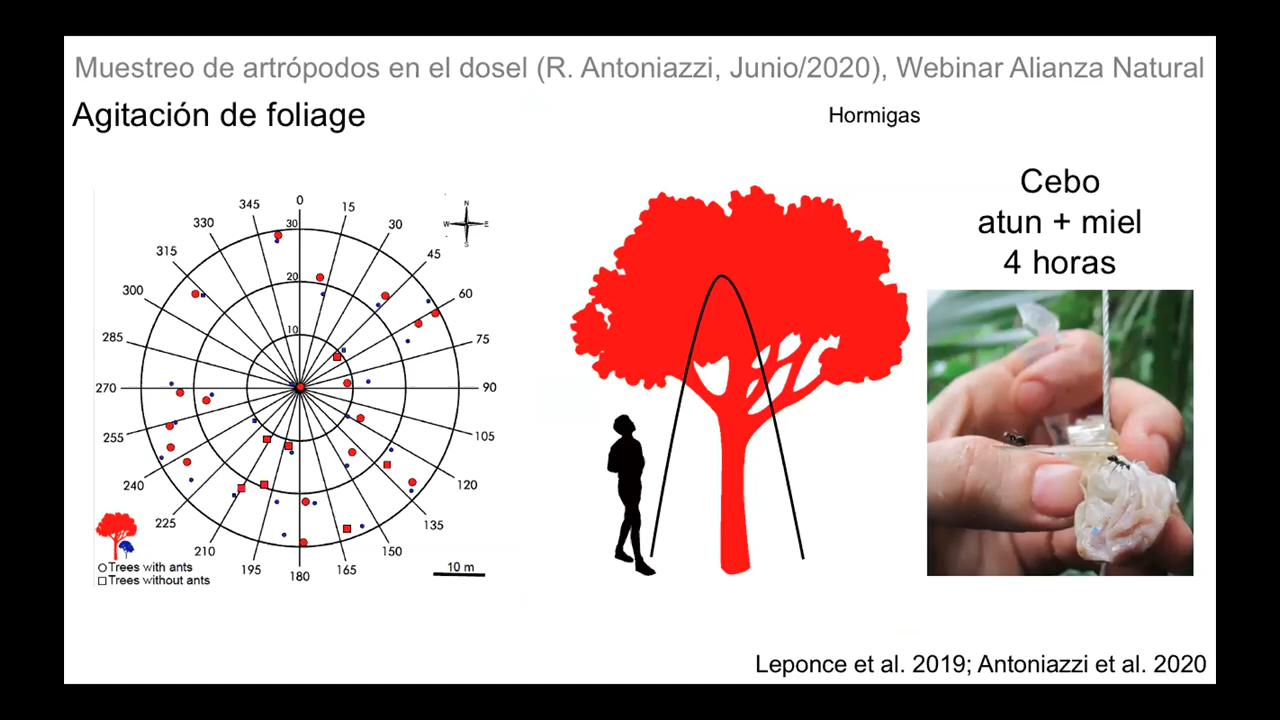 Muestreo de artrópodos en el dosel (R. Antoniazzi, Junio/2020), Webinar Alianza Natural
Agitación de foliage
Hormigas
Cebo
atun + miel
4 horas
0
15
30
45
60
75
90
105
120
135
150
165
180
195
210
225
240
255
270
285
300
315
330
345
30
20
10
N
W E
S
Trees with ants
Trees without ants
10 m
Leponce et al. 2019; Antoniazzi et al. 2020